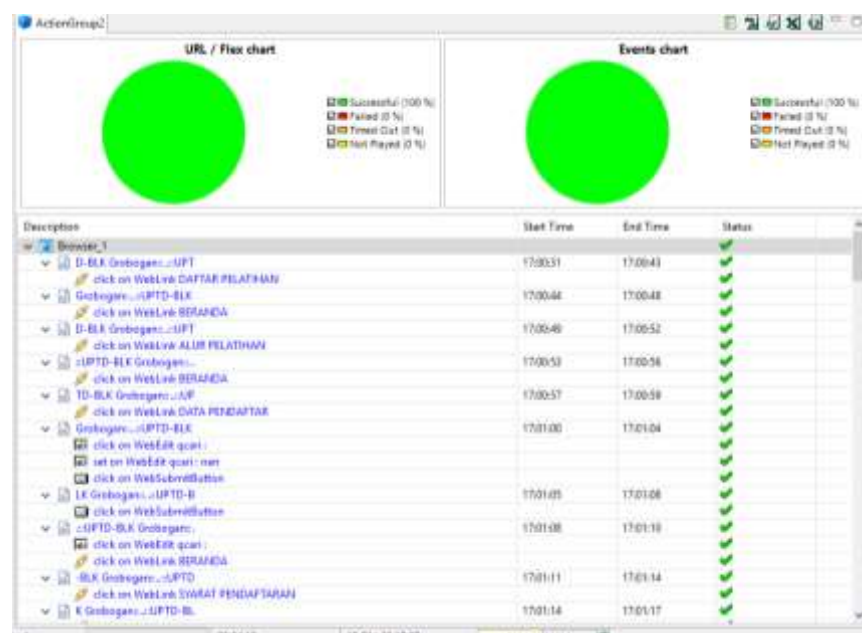 ActionGroup2
URL / Flex chart
Successful (100 %)
Failed (0 %)
Timed Out (0 %)
Not Played (0 %)
Events chart
Successful (100 %)
Failed (0 %)
Timed Out (0 %)
Not Played (0 %)
Description Start Time End Time Status
Browser_1
D-BLK Grobogan:..::UPT 17:00:31 17:00:43
click on WebLink DAFTAR PELATIHAN
Grobogan:..::UPTD-BLK 17:00:44 17:00:48
click on WebLink BERANDA
D-BLK Grobogan:..::UPT 17:00:49 17:00:52
click on WebLink ALUR PELATIHAN
::UPTD-BLK Grobogan:.. 17:00:53 17:00:56
click on WebLink BERANDA
TD-BLK Grobogan:..::UP 17:00:57 17:00:59
click on WebLink DATA PENDAFTAR
Grobogan:..::UPTD-BLK 17:01:00 17:01:04
click on WebEdit qcari :
set on WebEdit qcari :
click on WebSubmitButton
LK Grobogan:..::UPTD-B 17:01:05 17:01:08
click on WebSubmitButton
.::UPTD-BLK Grobogan:. 17:01:08 17:01:10
click on WebEdit qcari :
click on WebLink BERANDA
-BLK Grobogan:..::UPTD 17:01:11 17:01:14
click on WebLink SYARAT PENDAFTARAN
K Grobogan:..::UPTD-BL 17:01:14 17:01:17